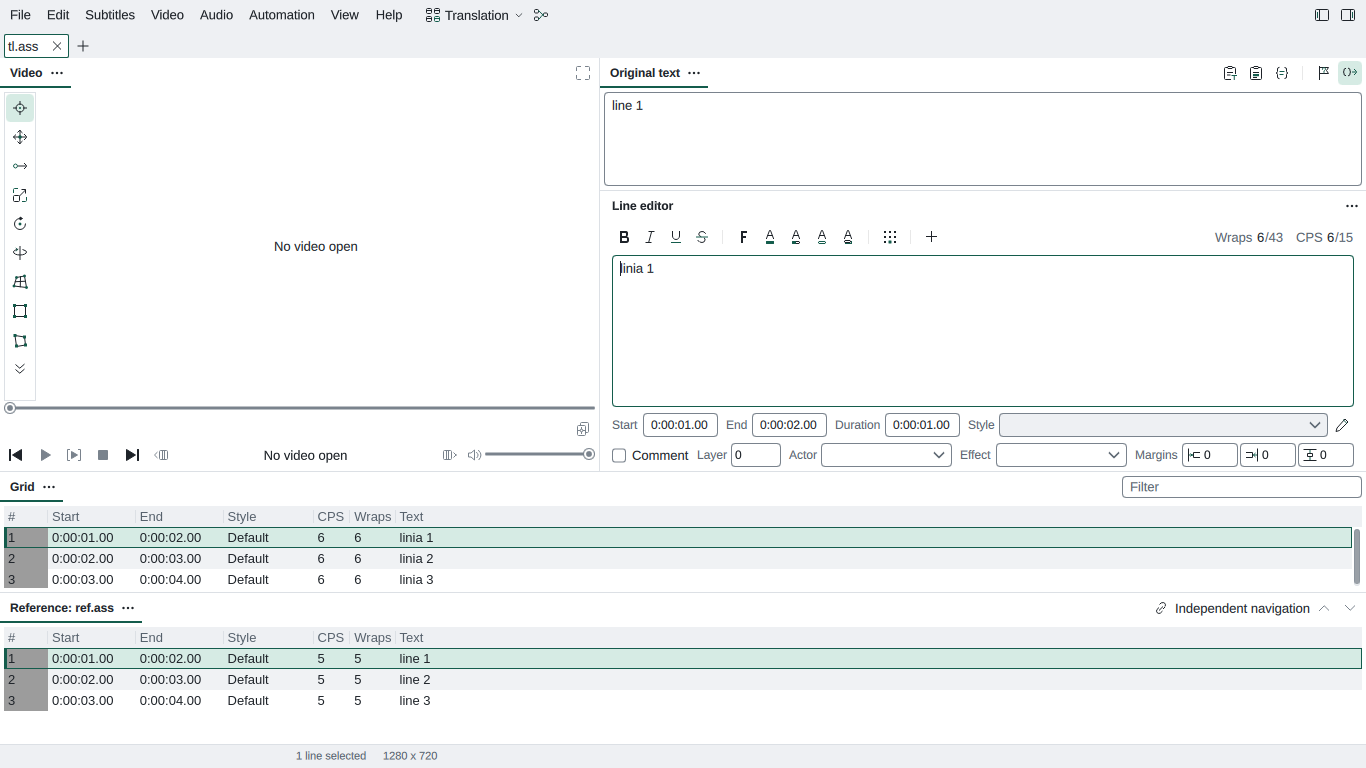 File Edit Subtitles Video Audio Automation View Help Translation
tl.ass
Video
No video open
No video open
Original text
line 1
Line editor
B I U S F A A A A Wraps 6/43 CPS 6/15
linia 1
Start 0:00:01.00 End 0:00:02.00 Duration 0:00:01.00 Style
Comment Layer 0 Actor Effect Margins 0 0 0
Grid Filter
# Start End Style CPS Wraps Text
1 0:00:01.00 0:00:02.00 Default 6 6 linia 1
2 0:00:02.00 0:00:03.00 Default 6 6 linia 2
3 0:00:03.00 0:00:04.00 Default 6 6 linia 3
Reference: ref.ass Independent navigation
# Start End Style CPS Wraps Text
1 0:00:01.00 0:00:02.00 Default 5 5 line 1
2 0:00:02.00 0:00:03.00 Default 5 5 line 2
3 0:00:03.00 0:00:04.00 Default 5 5 line 3
1 line selected 1280 x 720